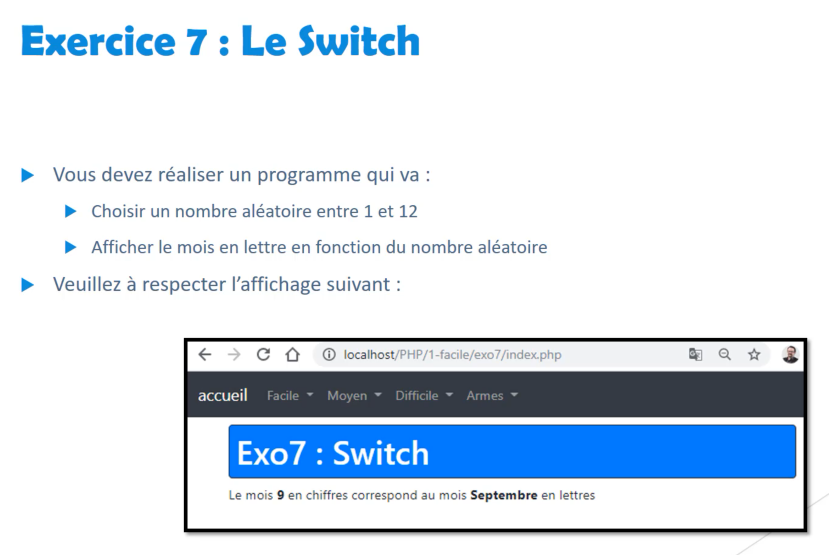 Exercice 7 : Le Switch
Vous devez réaliser un programme qui va :
Choisir un nombre aléatoire entre 1 et 12
Afficher le mois en lettre en fonction du nombre aléatoire
Veuillez à respecter l'affichage suivant :
localhost/PHP/1-facile/exo7/index.php
accueil Facile Moyen Difficile Armes
Exo7 : Switch
Le mois 9 en chiffres correspond au mois Septembre en lettres